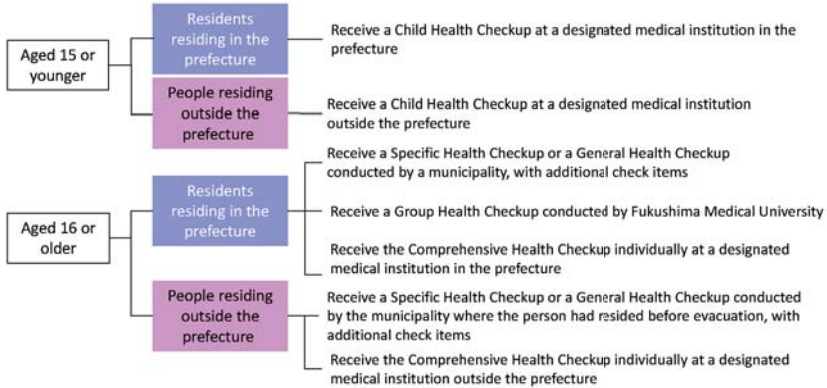 Aged 15 or
younger
Residents
residing in the
prefecture
Receive a Child Health Checkup at a designated medical institution in the
prefecture
People residing
outside the
prefecture
Receive a Child Health Checkup at a designated medical institution
outside the prefecture
Aged 16 or
older
Residents
residing in the
prefecture
Receive a Specific Health Checkup or a General Health Checkup
conducted by a municipality, with additional check items
Receive a Group Health Checkup conducted by Fukushima Medical University
Receive the Comprehensive Health Checkup individually at a designated
medical institution in the prefecture
People residing
outside the
prefecture
Receive a Specific Health Checkup or a General Health Checkup conducted
by the municipality where the person had resided before evacuation, with
additional check items
Receive the Comprehensive Health Checkup individually at a designated
medical institution outside the prefecture